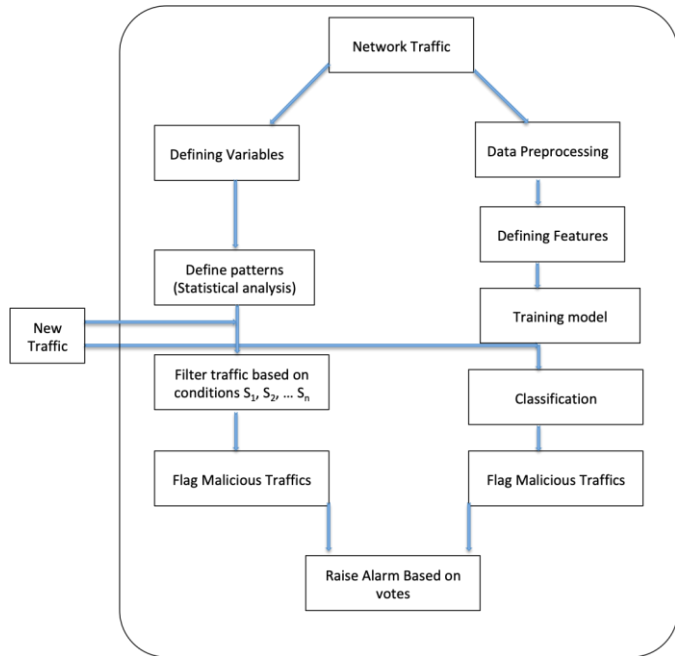 Network Traffic
Defining Variables
Data Preprocessing
Defining Features
Define patterns
(Statistical analysis)
Training model
New
Traffic
Filter traffic based on
conditions S₁, S₂, ... Sₙ
Classification
Flag Malicious Traffics
Flag Malicious Traffics
Raise Alarm Based on
votes